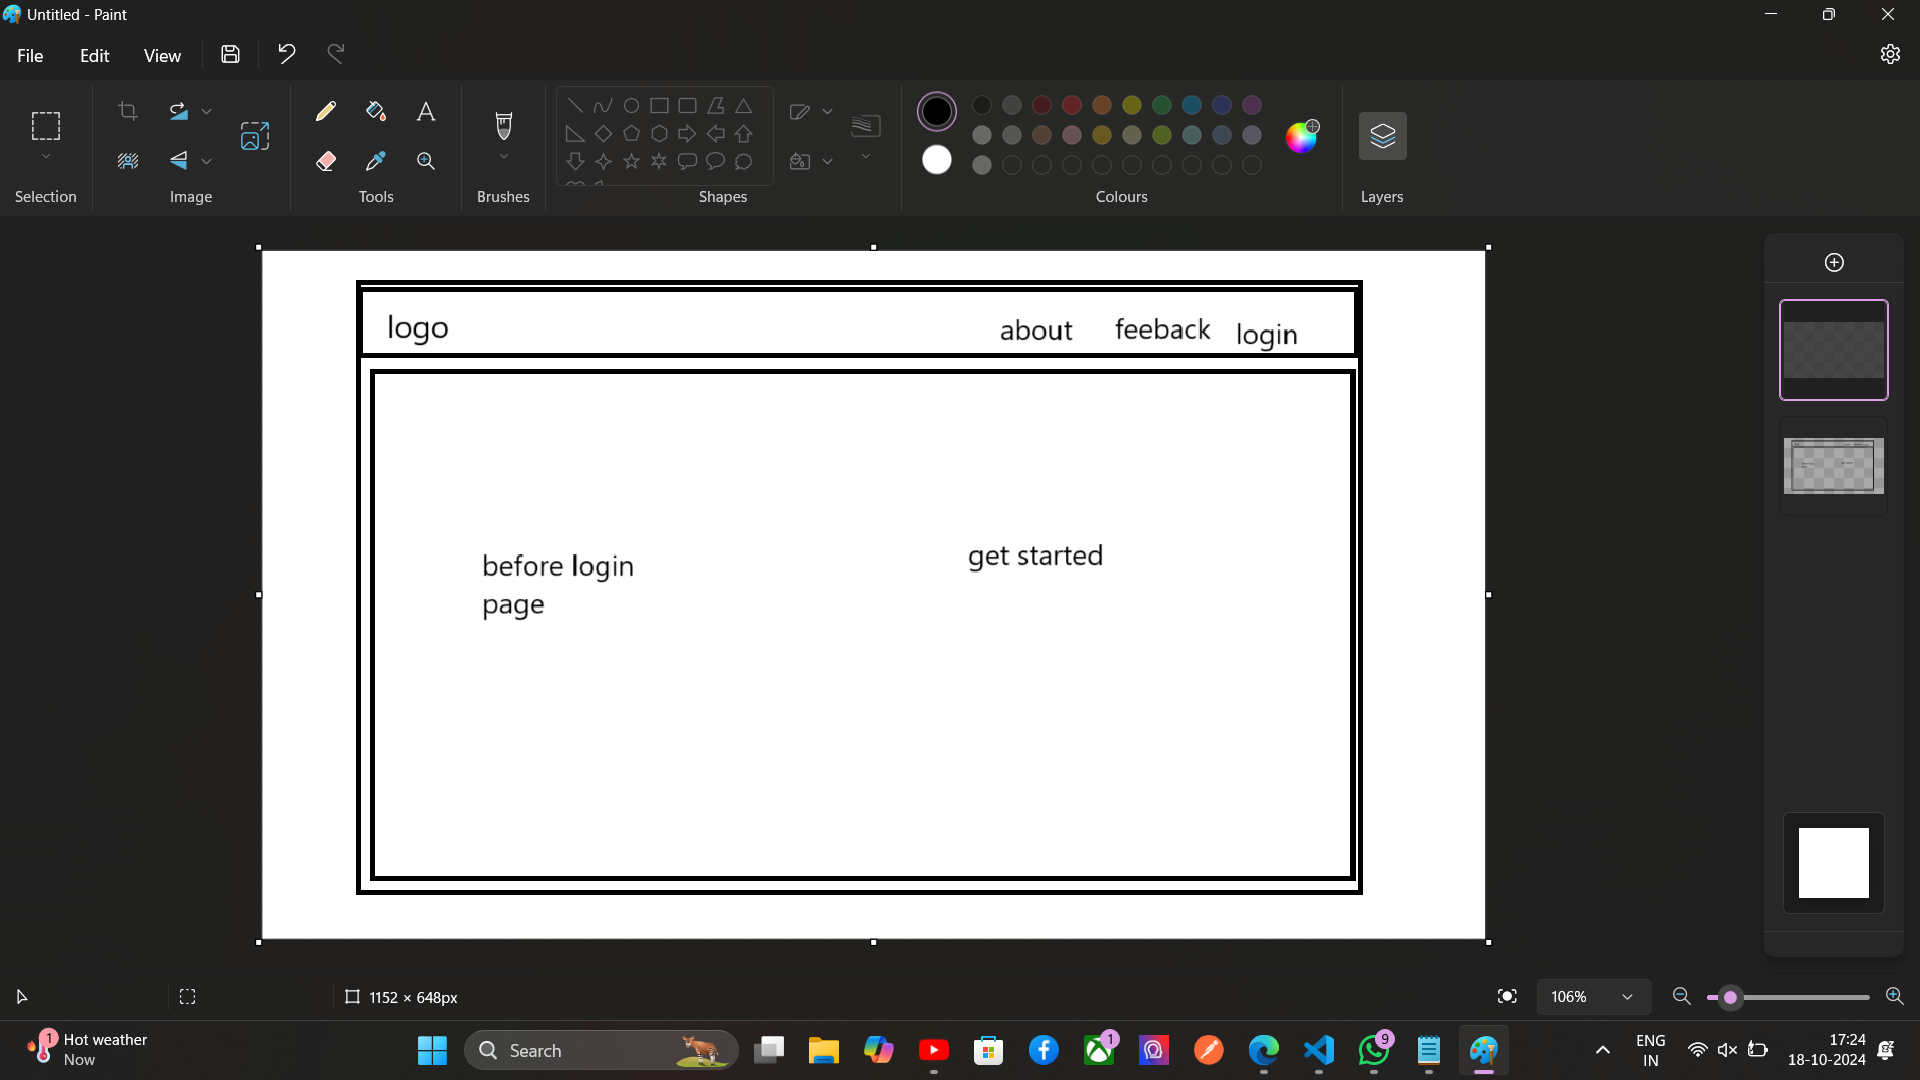 Untitled - Paint
File Edit View
Selection Image Tools Brushes Shapes Colours Layers
logo about feeback login
before login
page
get started
1152 × 648px
106%
1
Hot weather
Now
Search
1
9
ENG
IN
17:24
18-10-2024